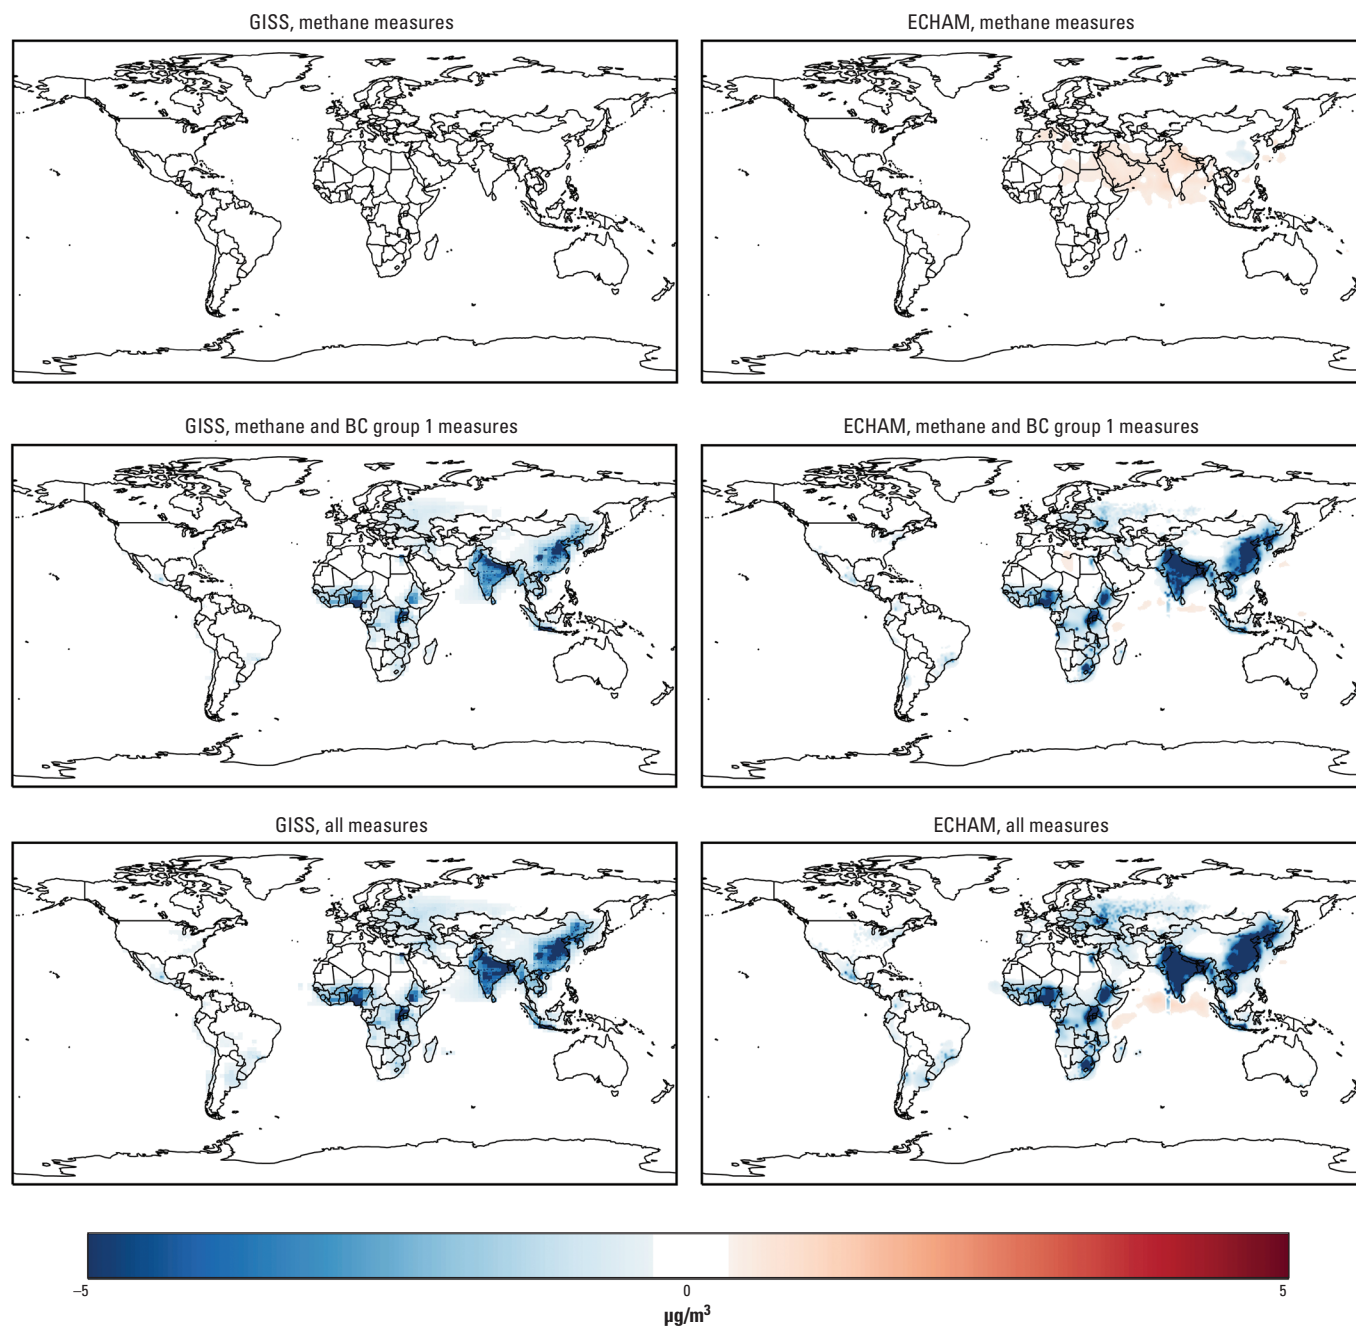 GISS, methane measures
ECHAM, methane measures
GISS, methane and BC group 1 measures
ECHAM, methane and BC group 1 measures
GISS, all measures
ECHAM, all measures
–5
0
5
µg/m³